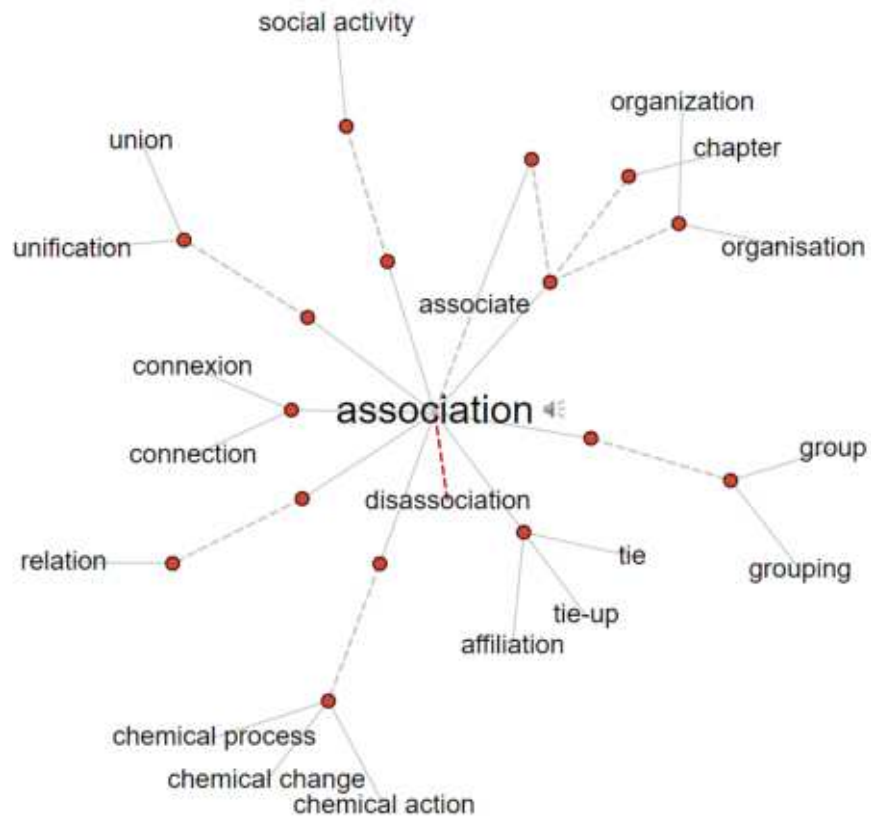 social activity
organization
union
chapter
unification
organisation
associate
connexion
association
group
connection
disassociation
relation
tie
grouping
tie-up
affiliation
chemical process
chemical change
chemical action